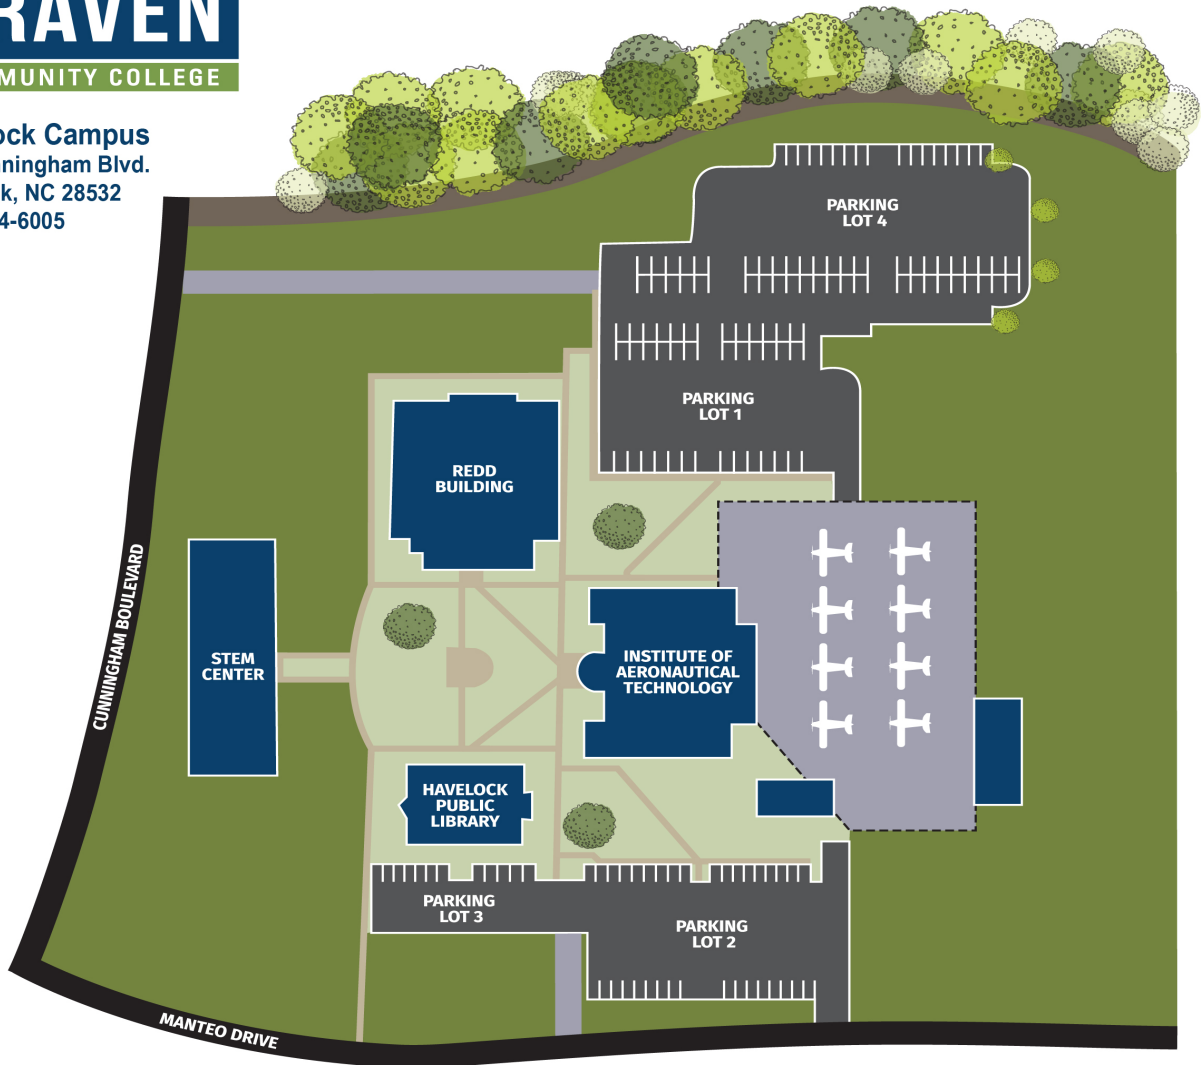 RAVEN
MUNITY COLLEGE
ock Campus
ningham Blvd.
k, NC 28532
4-6005
PARKING
LOT 4
PARKING
LOT 1
REDD
BUILDING
CUNNINGHAM BOULEVARD
STEM
CENTER
INSTITUTE OF
AERONAUTICAL
TECHNOLOGY
HAVELOCK
PUBLIC
LIBRARY
PARKING
LOT 3
PARKING
LOT 2
MANTEO DRIVE